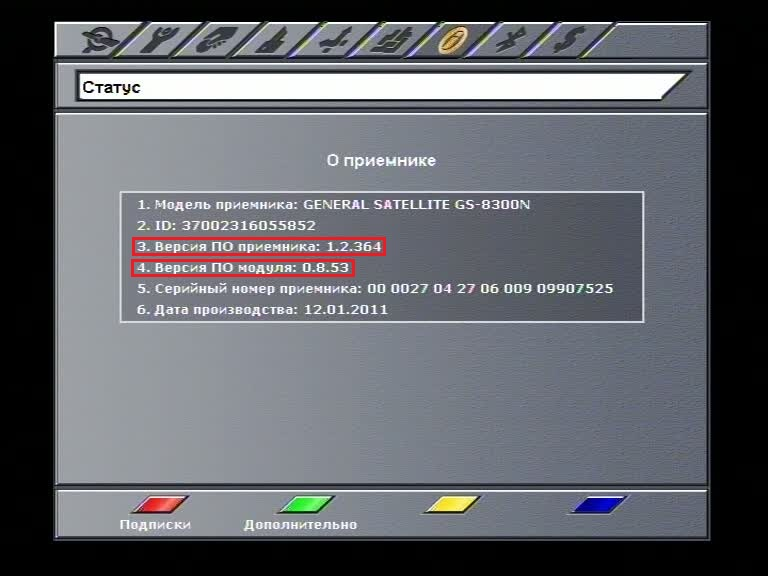 Статус
О приемнике
1. Модель приемника: GENERAL SATELLITE GS-8300N
2. ID: 37002316055852
3. Версия ПО приемника: 1.2.364
4. Версия ПО модуля: 0.8.53
5. Серийный номер приемника: 00 0027 04 27 06 009 09907525
6. Дата производства: 12.01.2011
Подписки Дополнительно